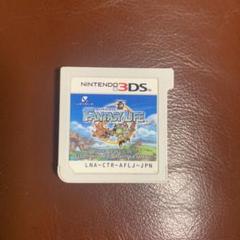 NINTENDO 3DS
FANTASY LIFE
LNA-CTR-AFLJ-JPN